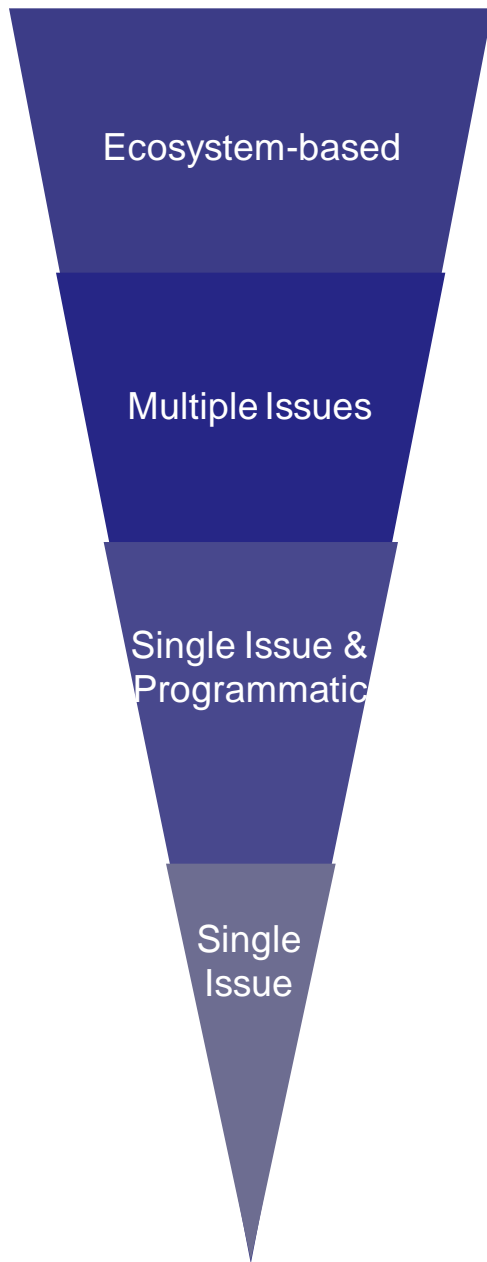 Ecosystem-based
Multiple Issues
Single Issue &
Programmatic
Single
Issue